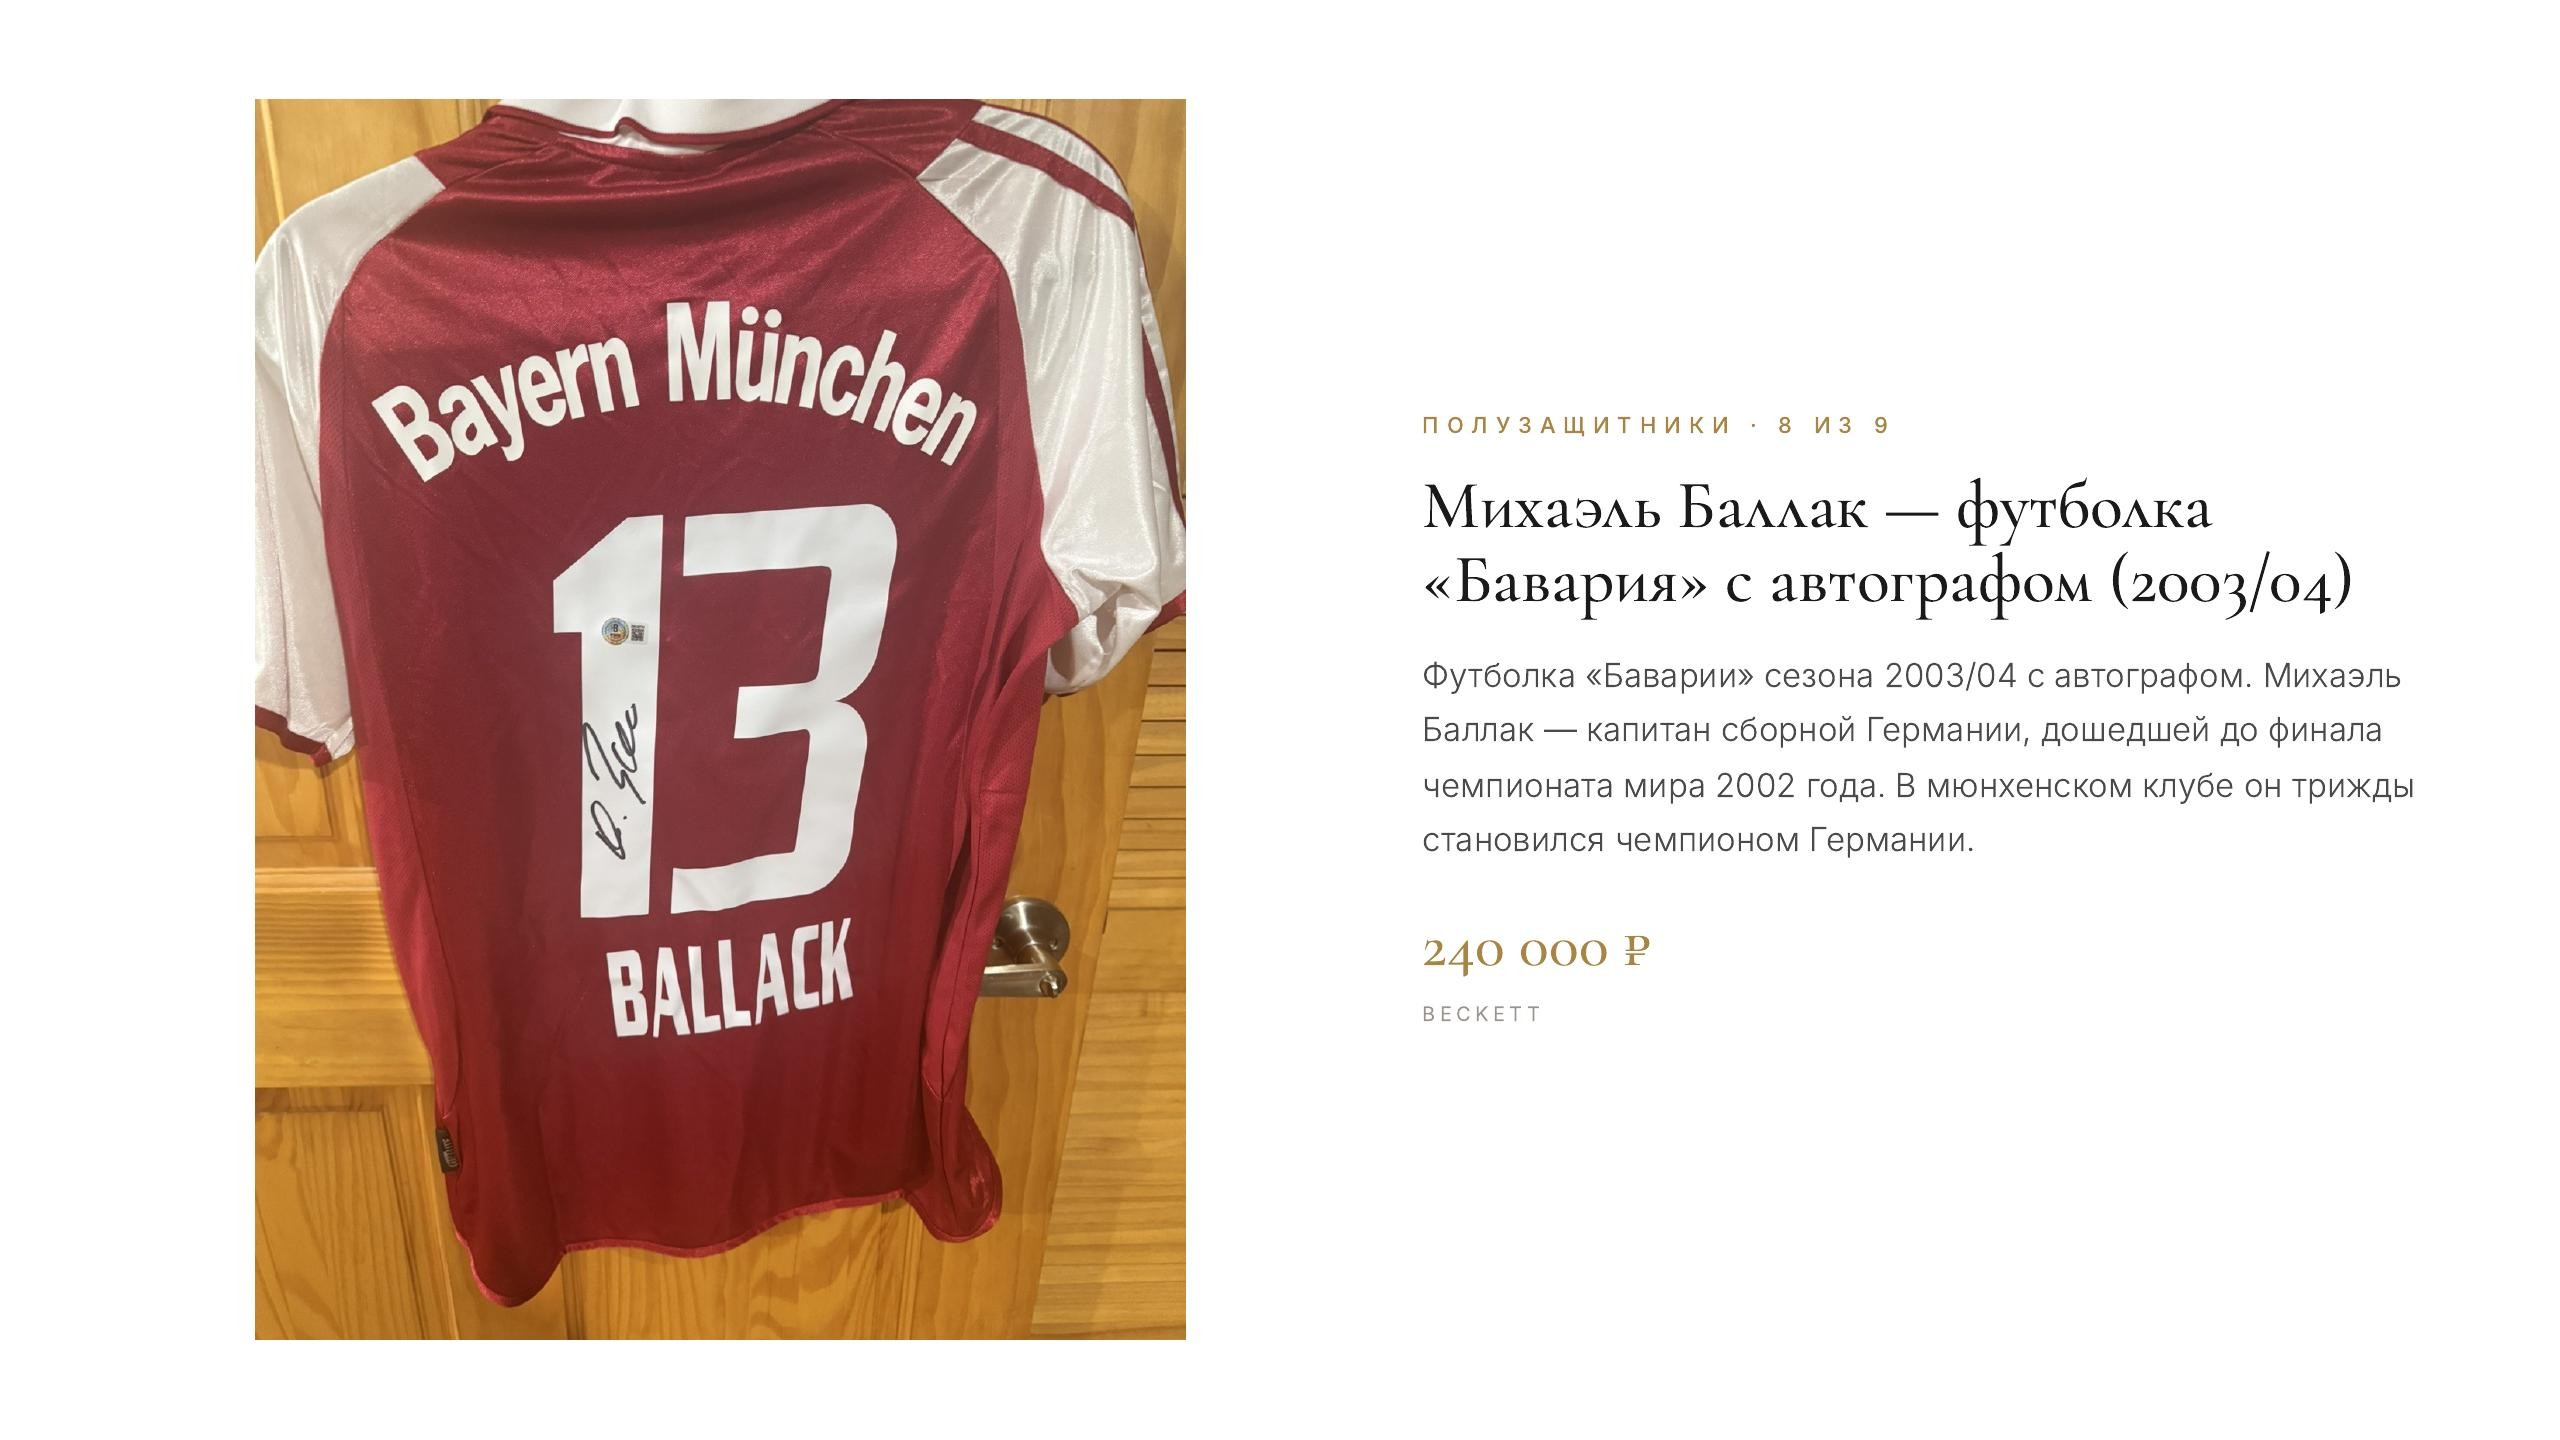 Bayern München
13
BALLACK
ПОЛУЗАЩИТНИКИ · 8 ИЗ 9
Михаэль Баллак — футболка
«Бавария» с автографом (2003/04)
Футболка «Баварии» сезона 2003/04 с автографом. Михаэль
Баллак — капитан сборной Германии, дошедшей до финала
чемпионата мира 2002 года. В мюнхенском клубе он трижды
становился чемпионом Германии.
240 000 ₽
BECKETT